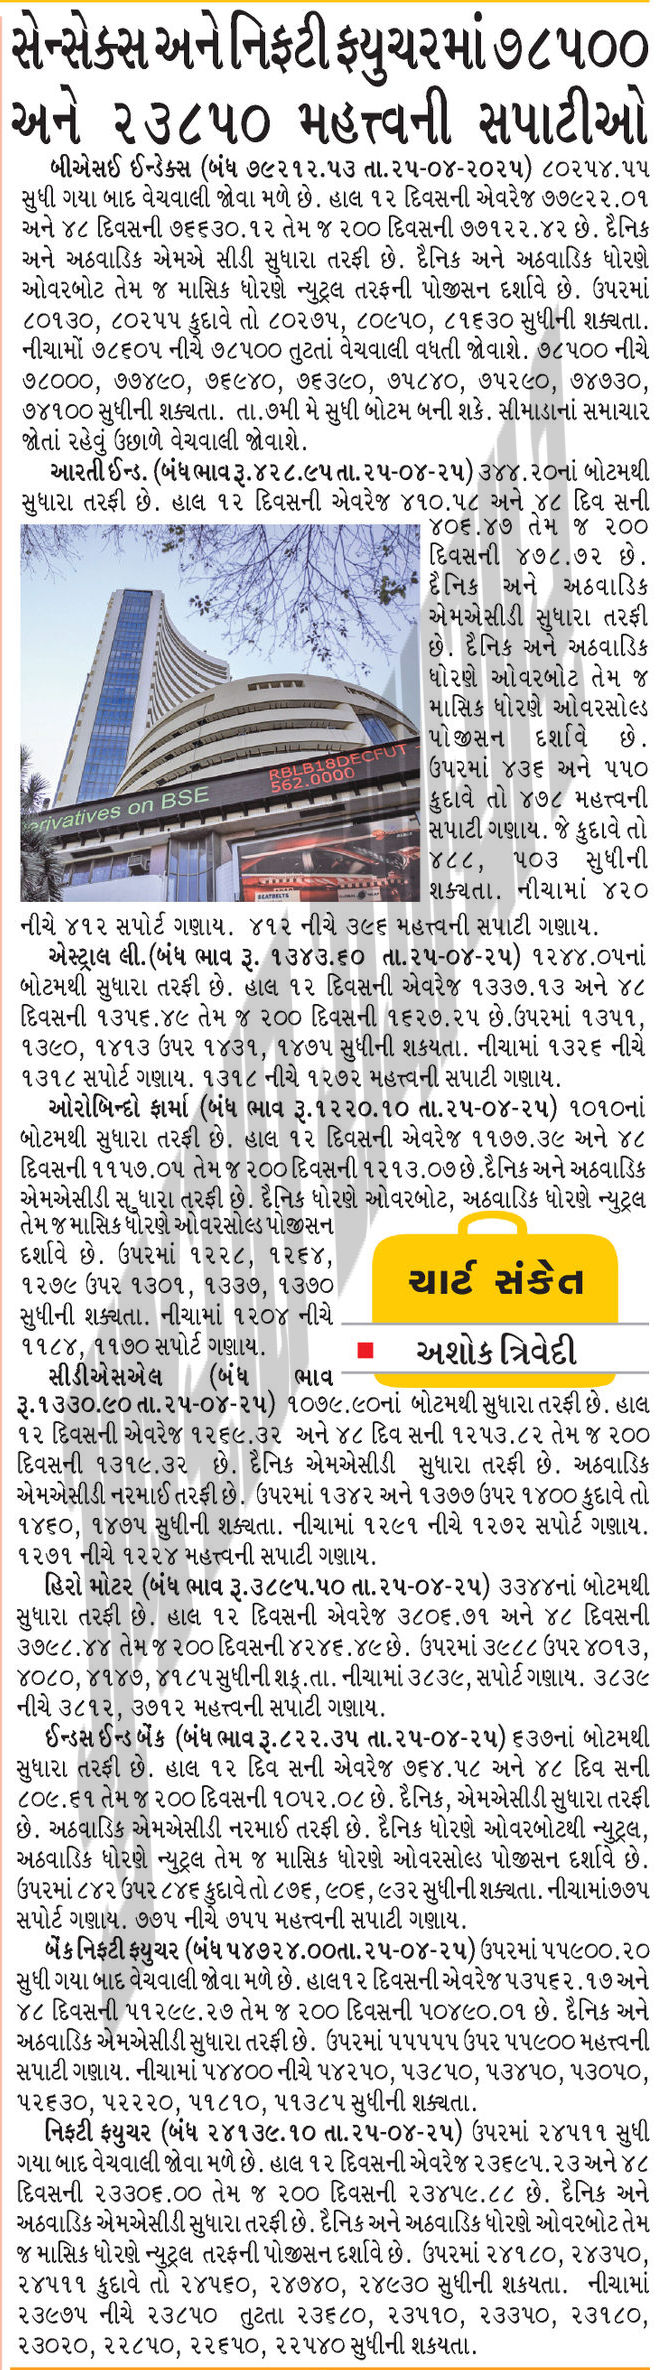 સેન્સેક્સ અને નિફ્ટી ફ્યુચરમાં ૭૮૫૦૦
અને ૨૩૮૫૦ મહત્ત્વની સપાટીઓ
બીએસઈ ઈન્ડેક્સ (બંધ ૭૯૨૧૨.૫૩ તા.૨૫-૦૪-૨૦૨૫) ૮૦૨૫૪.૫૫
સુધી ગયા બાદ વેચવાલી જોવા મળે છે. હાલ ૧૨ દિવસની એવરેજ ૭૭૯૨૨.૦૧
અને ૪૮ દિવસની ૭૬૬૩૦.૧૨ તેમ જ ૨૦૦ દિવસની ૭૭૧૨૨.૪૨ છે. દૈનિક
અને અઠવાડિક એમએ સીડી સુધારા તરફી છે. દૈનિક અને અઠવાડિક ધોરણે
ઓવરબોટ તેમ જ માસિક ધોરણે ન્યુટ્રલ તરફની પોજીસન દર્શાવે છે. ઉપરમાં
૮૦૧૩૦, ૮૦૨૫૫ કુદાવે તો ૮૦૨૭૫, ૮૦૯૫૦, ૮૧૬૩૦ સુધીની શક્યતા.
નીચામાં ૭૮૬૦૫ નીચે ૭૮૫૦૦ તુટતાં વેચવાલી વધતી જોવાશે. ૭૮૫૦૦ નીચે
૭૮૦૦૦, ૭૭૪૯૦, ૭૬૯૪૦, ૭૬૩૯૦, ૭૫૮૪૦, ૭૫૨૯૦, ૭૪૭૩૦,
૭૪૧૦૦ સુધીની શક્યતા. તા.૭મી મે સુધી બોટમ બની શકે. સીમાડાનાં સમાચાર
જોતાં રહેવું ઉછાળે વેચવાલી જોવાશે.
આરતી ઈન્ડ. (બંધ ભાવ રૂ.૪૨૮.૯૫ તા.૨૫-૦૪-૨૫) ૩૪૪.૨૦નાં બોટમથી
સુધારા તરફી છે. હાલ ૧૨ દિવસની એવરેજ ૪૧૦.૫૮ અને ૪૮ દિવ સની
૪૦૬.૪૭ તેમ જ ૨૦૦
દિવસની ૪૭૮.૭૨ છે.
દૈનિક અને અઠવાડિક
એમએસીડી સુધારા તરફી
છે. દૈનિક અને અઠવાડિક
ધોરણે ઓવરબોટ તેમ જ
માસિક ધોરણે ઓવરસોલ્ડ
પોજીસન દર્શાવે છે.
ઉપરમાં ૪૩૬ અને ૫૫૦
કુદાવે તો ૪૭૮ મહત્ત્વની
સપાટી ગણાય. જે કુદાવે તો
૪૮૮, ૫૦૩ સુધીની
શક્યતા. નીચામાં ૪૨૦
RBLB18DECFUT
562.0000
erivatives on BSE
નીચે ૪૧૨ સપોર્ટ ગણાય. ૪૧૨ નીચે ૩૯૬ મહત્ત્વની સપાટી ગણાય.
એસ્ટ્રાલ લી.(બંધ ભાવ રૂ. ૧૩૪૩.૬૦ તા.૨૫-૦૪-૨૫) ૧૨૪૪.૦૫નાં
બોટમથી સુધારા તરફી છે. હાલ ૧૨ દિવસની એવરેજ ૧૩૩૭.૧૩ અને ૪૮
દિવસની ૧૩૫૬.૪૯ તેમ જ ૨૦૦ દિવસની ૧૬૨૭.૨૫ છે.ઉપરમાં ૧૩૫૧,
૧૩૯૦, ૧૪૧૩ ઉપર ૧૪૩૧, ૧૪૭૫ સુધીની શકયતા. નીચામાં ૧૩૨૬ નીચે
૧૩૧૮ સપોર્ટ ગણાય. ૧૩૧૮ નીચે ૧૨૭૨ મહત્ત્વની સપાટી ગણાય.
ઓરોબિન્દો ફાર્મા (બંધ ભાવ રૂ.૧૨૨૦.૧૦ તા.૨૫-૦૪-૨૫) ૧૦૧૦નાં
બોટમથી સુધારા તરફી છે. હાલ ૧૨ દિવસની એવરેજ ૧૧૭૭.૩૯ અને ૪૮
દિવસની ૧૧૫૭.૦૫ તેમ જ ૨૦૦ દિવસની ૧૨૧૩.૦૭ છે.દૈનિક અને અઠવાડિક
એમએસીડી સુધારા તરફી છે. દૈનિક ધોરણે ઓવરબોટ, અઠવાડિક ધોરણે ન્યુટ્રલ
તેમ જ માસિક ધોરણે ઓવરસોલ્ડ પોજીસન
દર્શાવે છે. ઉપરમાં ૧૨૨૮, ૧૨૬૪,
૧૨૭૯ ઉપર ૧૩૦૧, ૧૩૩૭, ૧૩૭૦
સુધીની શક્યતા. નીચામાં ૧૨૦૪ નીચે
૧૧૮૪, ૧૧૭૦ સપોર્ટ ગણાય.
ચાર્ટ સંકેત
અશોક ત્રિવેદી
સીડીએસએલ (બંધ ભાવ
રૂ.૧૩૩૦.૯૦ તા.૨૫-૦૪-૨૫) ૧૦૭૯.૯૦નાં બોટમથી સુધારા તરફી છે. હાલ
૧૨ દિવસની એવરેજ ૧૨૬૯.૩૨ અને ૪૮ દિવ સની ૧૨૫૩.૮૨ તેમ જ ૨૦૦
દિવસની ૧૩૧૯.૩૨ છે. દૈનિક એમએસીડી સુધારા તરફી છે. અઠવાડિક
એમએસીડી નરમાઈ તરફી છે. ઉપરમાં ૧૩૪૨ અને ૧૩૭૭ ઉપર ૧૪૦૦ કુદાવે તો
૧૪૬૦, ૧૪૭૫ સુધીની શક્યતા. નીચામાં ૧૨૯૧ નીચે ૧૨૭૨ સપોર્ટ ગણાય.
૧૨૭૧ નીચે ૧૨૨૪ મહત્ત્વની સપાટી ગણાય.
હિરો મોટર (બંધ ભાવ રૂ.૩૮૯૫.૫૦ તા.૨૫-૦૪-૨૫) ૩૩૪૪નાં બોટમથી
સુધારા તરફી છે. હાલ ૧૨ દિવસની એવરેજ ૩૮૦૬.૭૧ અને ૪૮ દિવસની
૩૭૯૮.૪૪ તેમ જ ૨૦૦ દિવસની ૪૨૪૬.૪૯ છે. ઉપરમાં ૩૯૮૮ ઉપર ૪૦૧૩,
૪૦૮૦, ૪૧૪૭, ૪૧૮૫ સુધીની શક્.તા. નીચામાં ૩૮૩૯, સપોર્ટ ગણાય. ૩૮૩૯
નીચે ૩૮૧૨, ૩૭૧૨ મહત્ત્વની સપાટી ગણાય.
ઈન્ડસ ઈન્ડ બેંક (બંધ ભાવ રૂ.૮૨૨.૩૫ તા.૨૫-૦૪-૨૫) ૬૩૭નાં બોટમથી
સુધારા તરફી છે. હાલ ૧૨ દિવ સની એવરેજ ૭૬૪.૫૮ અને ૪૮ દિવ સની
૮૦૯.૬૧ તેમ જ ૨૦૦ દિવસની ૧૦૫૨.૦૮ છે. દૈનિક, એમએસીડી સુધારા તરફી
છે. અઠવાડિક એમએસીડી નરમાઈ તરફી છે. દૈનિક ધોરણે ઓવરબોટથી ન્યુટ્રલ,
અઠવાડિક ધોરણે ન્યુટ્રલ તેમ જ માસિક ધોરણે ઓવરસોલ્ડ પોજીસન દર્શાવે છે.
ઉપરમાં ૮૪૨ ઉપર ૮૪૬ કુદાવે તો ૮૭૬, ૯૦૬, ૯૩૨ સુધીની શક્યતા. નીચામાં ૭૭૫
સપોર્ટ ગણાય. ૭૭૫ નીચે ૭૫૫ મહત્ત્વની સપાટી ગણાય.
બેંક નિફ્ટી ફ્યુચર (બંધ ૫૪૭૨૪.૦૦તા.૨૫-૦૪-૨૫) ઉપરમાં ૫૫૯૦૦.૨૦
સુધી ગયા બાદ વેચવાલી જોવા મળે છે. હાલ૧૨ દિવસની એવરેજ ૫૩૫૬૨.૧૭ અને
૪૮ દિવસની ૫૧૨૯૯.૨૭ તેમ જ ૨૦૦ દિવસની ૫૦૪૯૦.૦૧ છે. દૈનિક અને
અઠવાડિક એમએસીડી સુધારા તરફી છે. ઉપરમાં ૫૫૫૫૫ ઉપર ૫૫૯૦૦ મહત્ત્વની
સપાટી ગણાય. નીચામાં ૫૪૪૦૦ નીચે ૫૪૨૫૦, ૫૩૮૫૦, ૫૩૪૫૦, ૫૩૦૫૦,
૫૨૬૩૦, ૫૨૨૨૦, ૫૧૮૧૦, ૫૧૩૮૫ સુધીની શક્યતા.
નિફ્ટી ફ્યુચર (બંધ ૨૪૧૩૯.૧૦ તા.૨૫-૦૪-૨૫) ઉપરમાં ૨૪૫૧૧ સુધી
ગયા બાદ વેચવાલી જોવા મળે છે. હાલ ૧૨ દિવસની એવરેજ ૨૩૬૯૫.૨૩ અને ૪૮
દિવસની ૨૩૩૦૬.૦૦ તેમ જ ૨૦૦ દિવસની ૨૩૪૫૯.૮૮ છે. દૈનિક અને
અઠવાડિક એમએસીડી સુધારા તરફી છે. દૈનિક અને અઠવાડિક ધોરણે ઓવરબોટ તેમ
જ માસિક ધોરણે ન્યુટ્રલ તરફની પોજીસન દર્શાવે છે. ઉપરમાં ૨૪૧૮૦, ૨૪૩૫૦,
૨૪૫૧૧ કુદાવે તો ૨૪૫૬૦, ૨૪૭૪૦, ૨૪૯૩૦ સુધીની શકયતા. નીચામાં
૨૩૯૭૫ નીચે ૨૩૮૫૦ તુટતા ૨૩૬૮૦, ૨૩૫૧૦, ૨૩૩૫૦, ૨૩૧૮૦,
૨૩૦૨૦, ૨૨૮૫૦, ૨૨૬૫૦, ૨૨૫૪૦ સુધીની શકયતા.